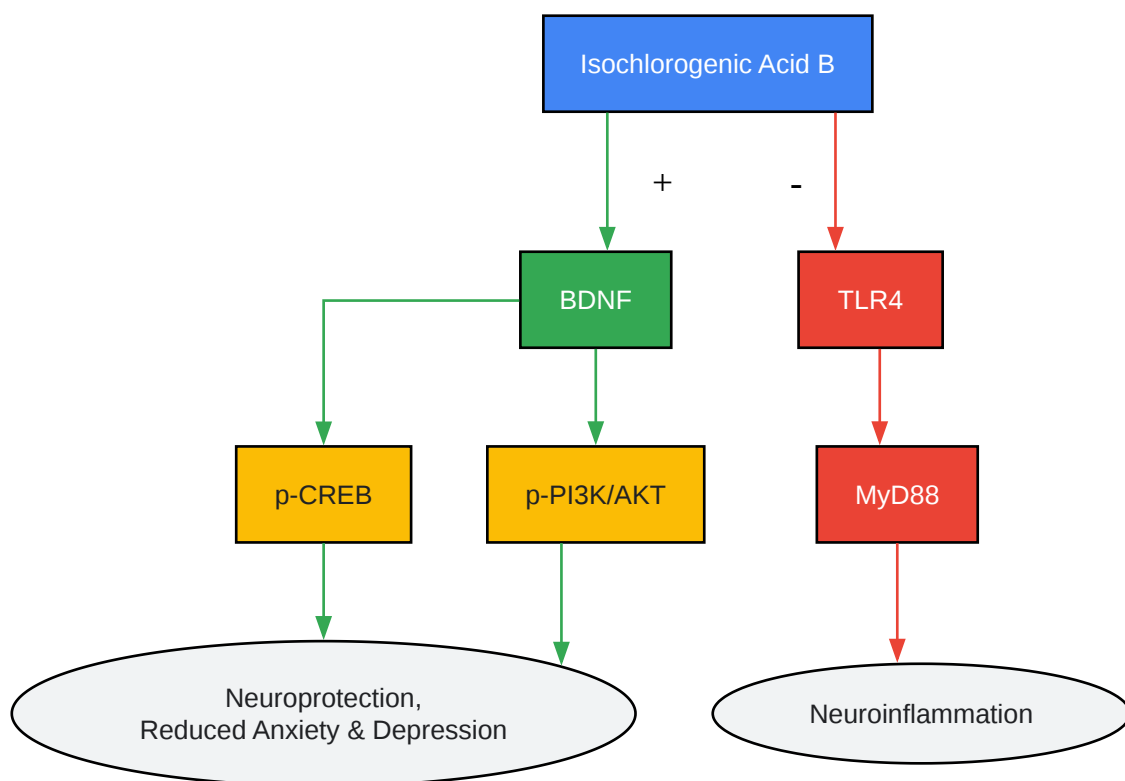 Isochlorogenic Acid B
+
-
BDNF
TLR4
p-CREB
p-PI3K/AKT
MyD88
Neuroprotection,
Reduced Anxiety & Depression
Neuroinflammation